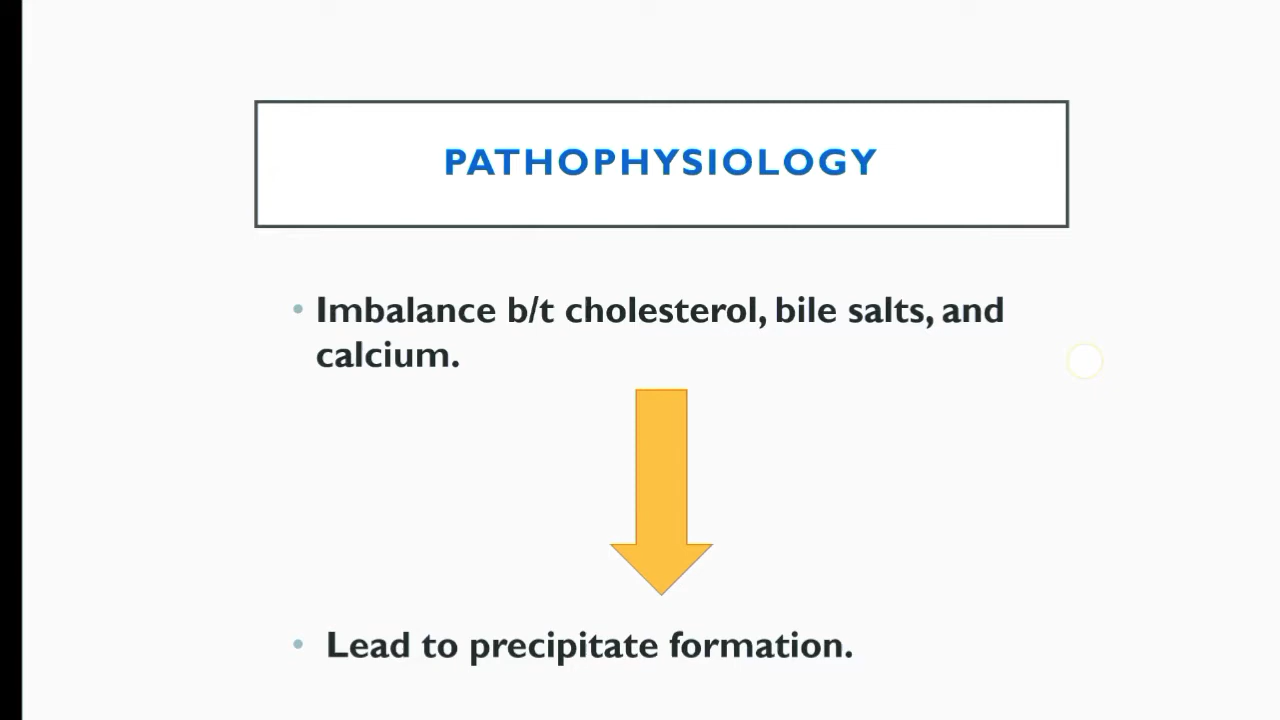 PATHOPHYSIOLOGY
• Imbalance b/t cholesterol, bile salts, and
calcium.
• Lead to precipitate formation.